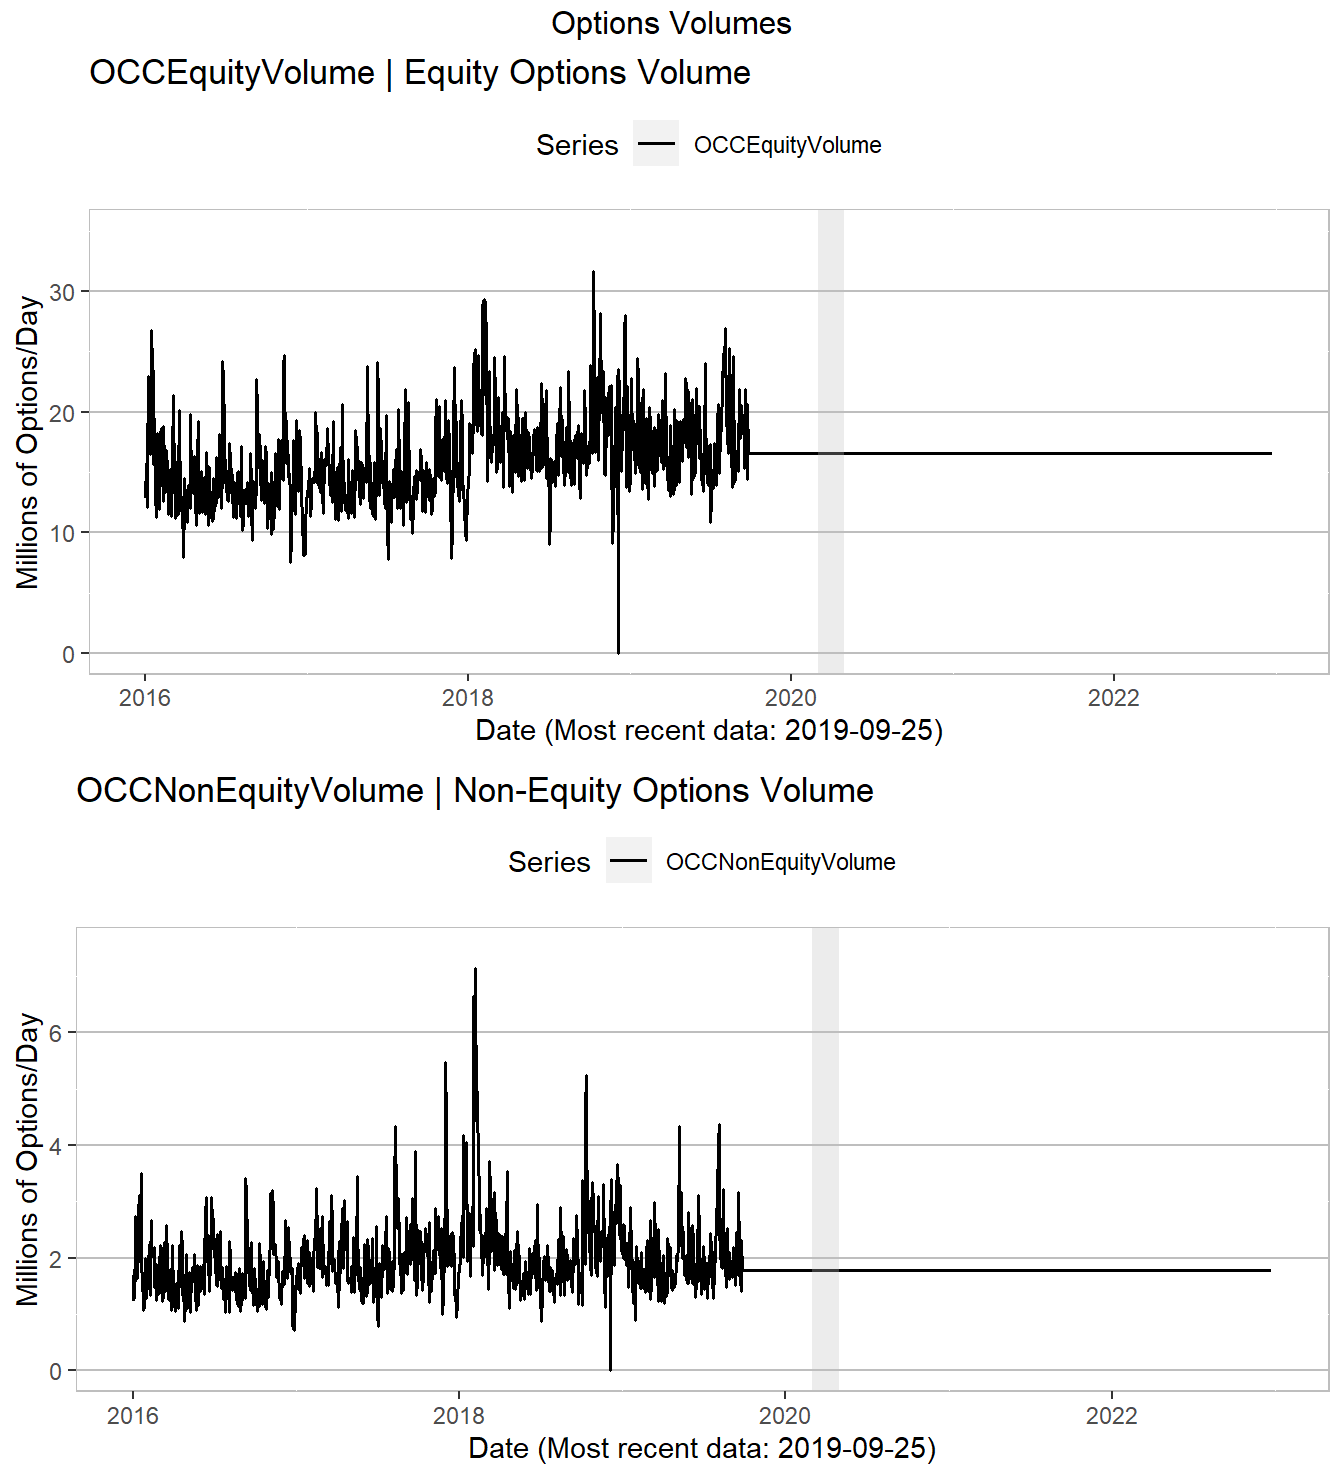 Options Volumes
OCCEquityVolume | Equity Options Volume
Series OCCEquityVolume
Millions of Options/Day
30
20
10
0
2016 2018 2020 2022
Date (Most recent data: 2019-09-25)
OCCNonEquityVolume | Non-Equity Options Volume
Series OCCNonEquityVolume
Millions of Options/Day
6
4
2
0
2016 2018 2020 2022
Date (Most recent data: 2019-09-25)